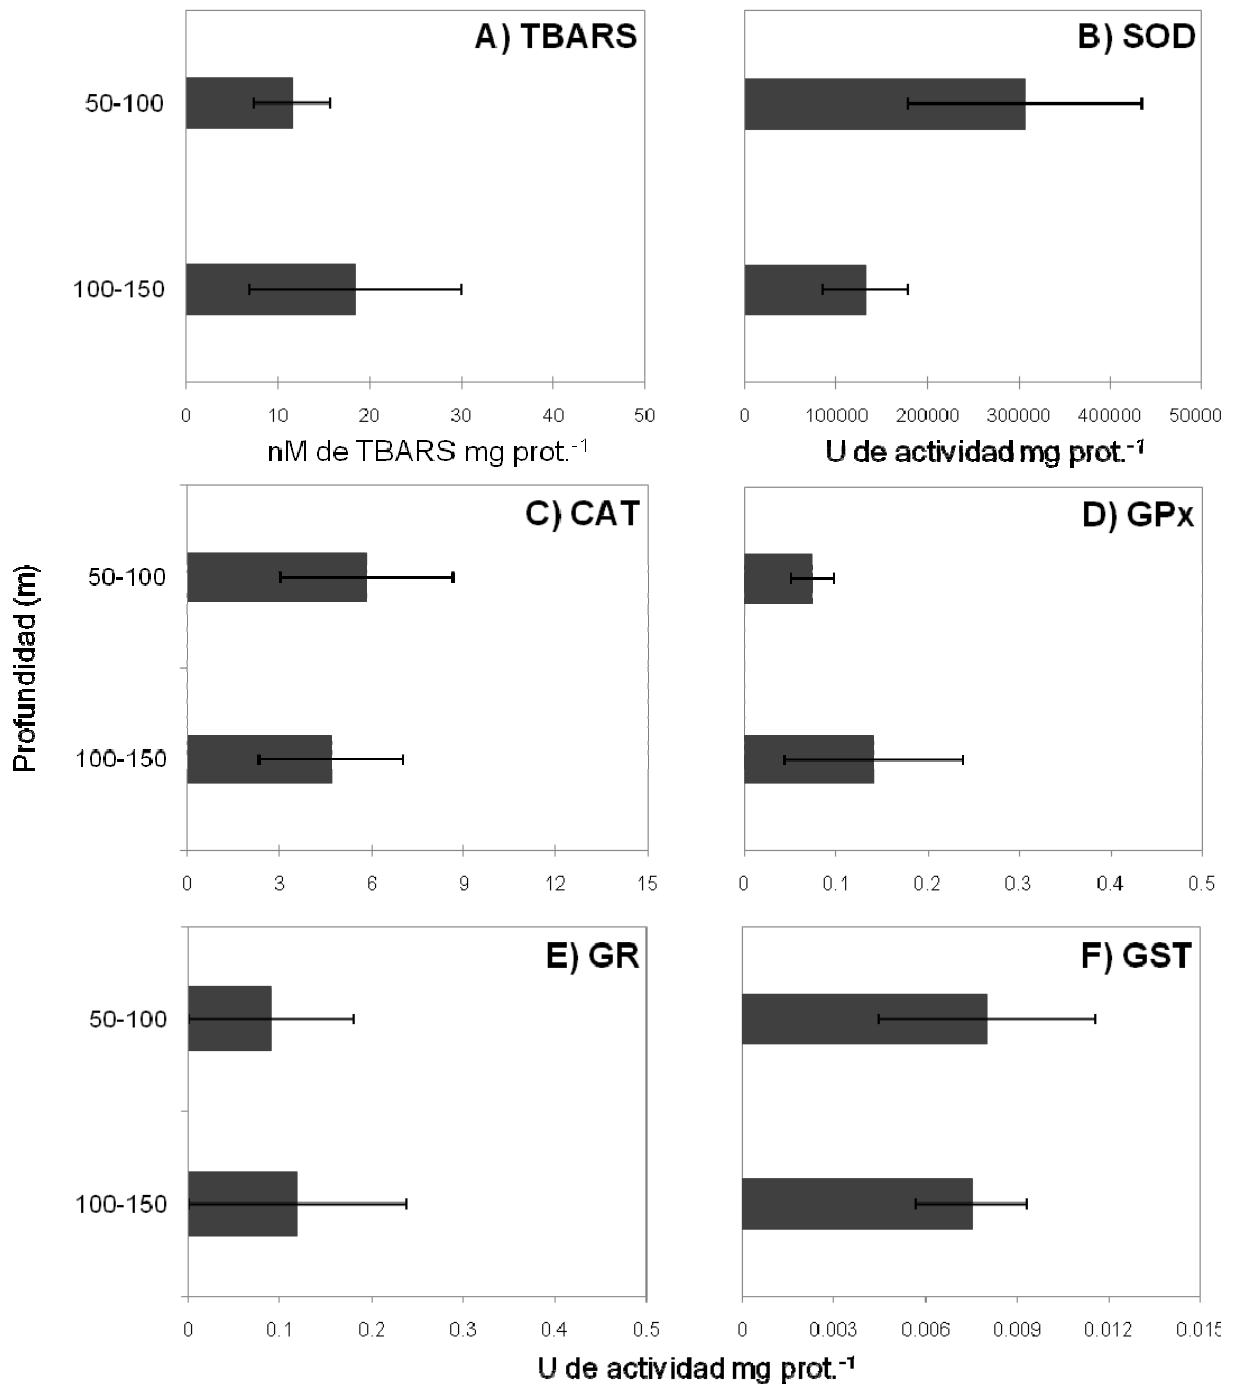 A) TBARS
B) SOD
50-100
100-150
0 10 20 30 40 50
0 100000 200000 300000 400000 50000
nM de TBARS mg prot.-1
U de actividad mg prot.-1
C) CAT
D) GPx
50-100
100-150
Profundidad (m)
0 3 6 9 12 15
0 0.1 0.2 0.3 0.4 0.5
E) GR
F) GST
50-100
100-150
0 0.1 0.2 0.3 0.4 0.5
0 0.003 0.006 0.009 0.012 0.015
U de actividad mg prot.-1